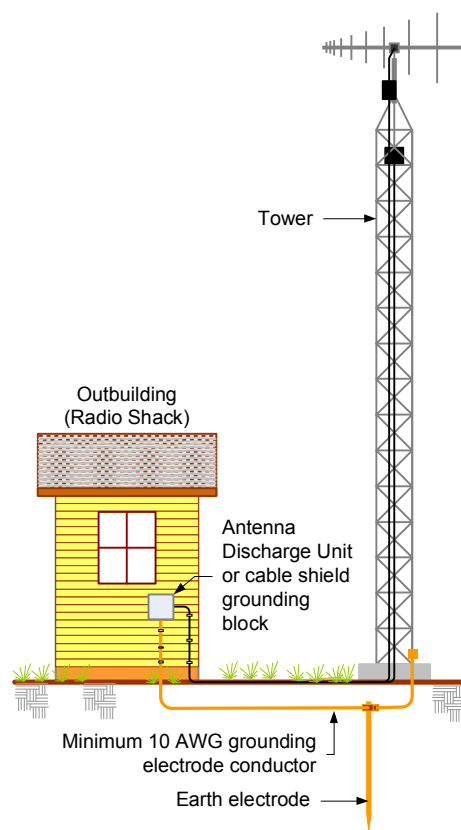 Tower
Outbuilding
(Radio Shack)
Antenna
Discharge Unit
or cable shield
grounding
block
Minimum 10 AWG grounding
electrode conductor
Earth electrode